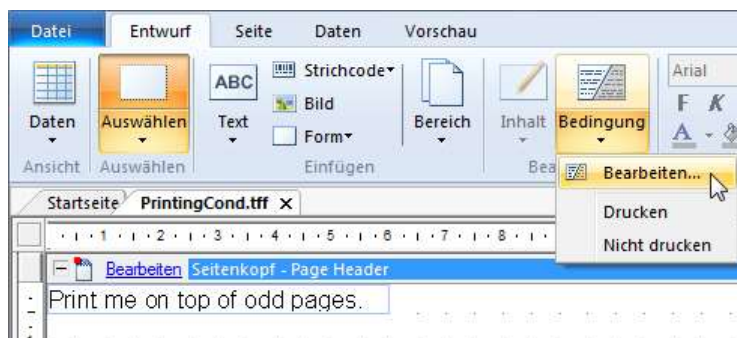 Datei Entwurf Seite Daten Vorschau
Daten Auswählen ABC Text Strichcode Bild Form Bereich Inhalt Bedingung Arial F K A
Ansicht Auswählen Einfügen Bea
Bearbeiten...
Drucken
Nicht drucken
Startseite PrintingCond.tff X
1 2 3 4 5 6 7 8
Bearbeiten Seitenkopf - Page Header
Print me on top of odd pages.